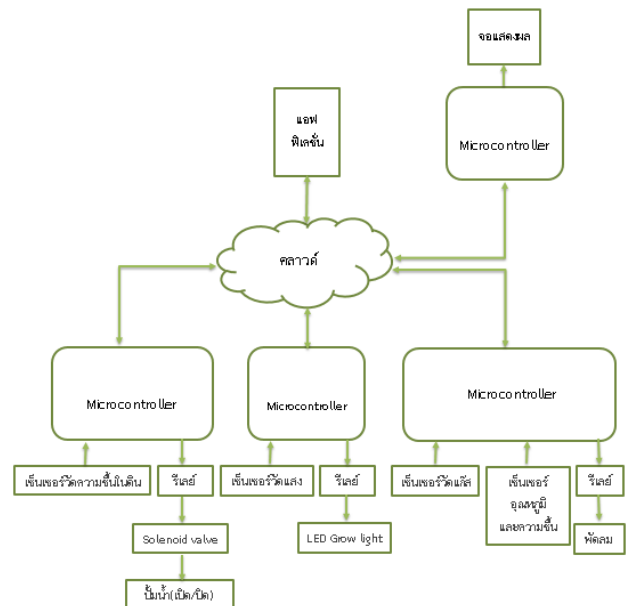 จอแสดงผล
แอฟ
พิเคชั่น
Microcontroller
คลาวด์
Microcontroller
Microcontroller
Microcontroller
เซ็นเซอร์วัดความชื้นในดิน
รีเลย์
เซ็นเซอร์วัดแสง
รีเลย์
เซ็นเซอร์วัดแก๊ส
เซ็นเซอร์
อุณหภูมิ
และความชื้น
รีเลย์
Solenoid valve
LED Grow light
พัดลม
ปั๊มน้ำ(เปิด/ปิด)